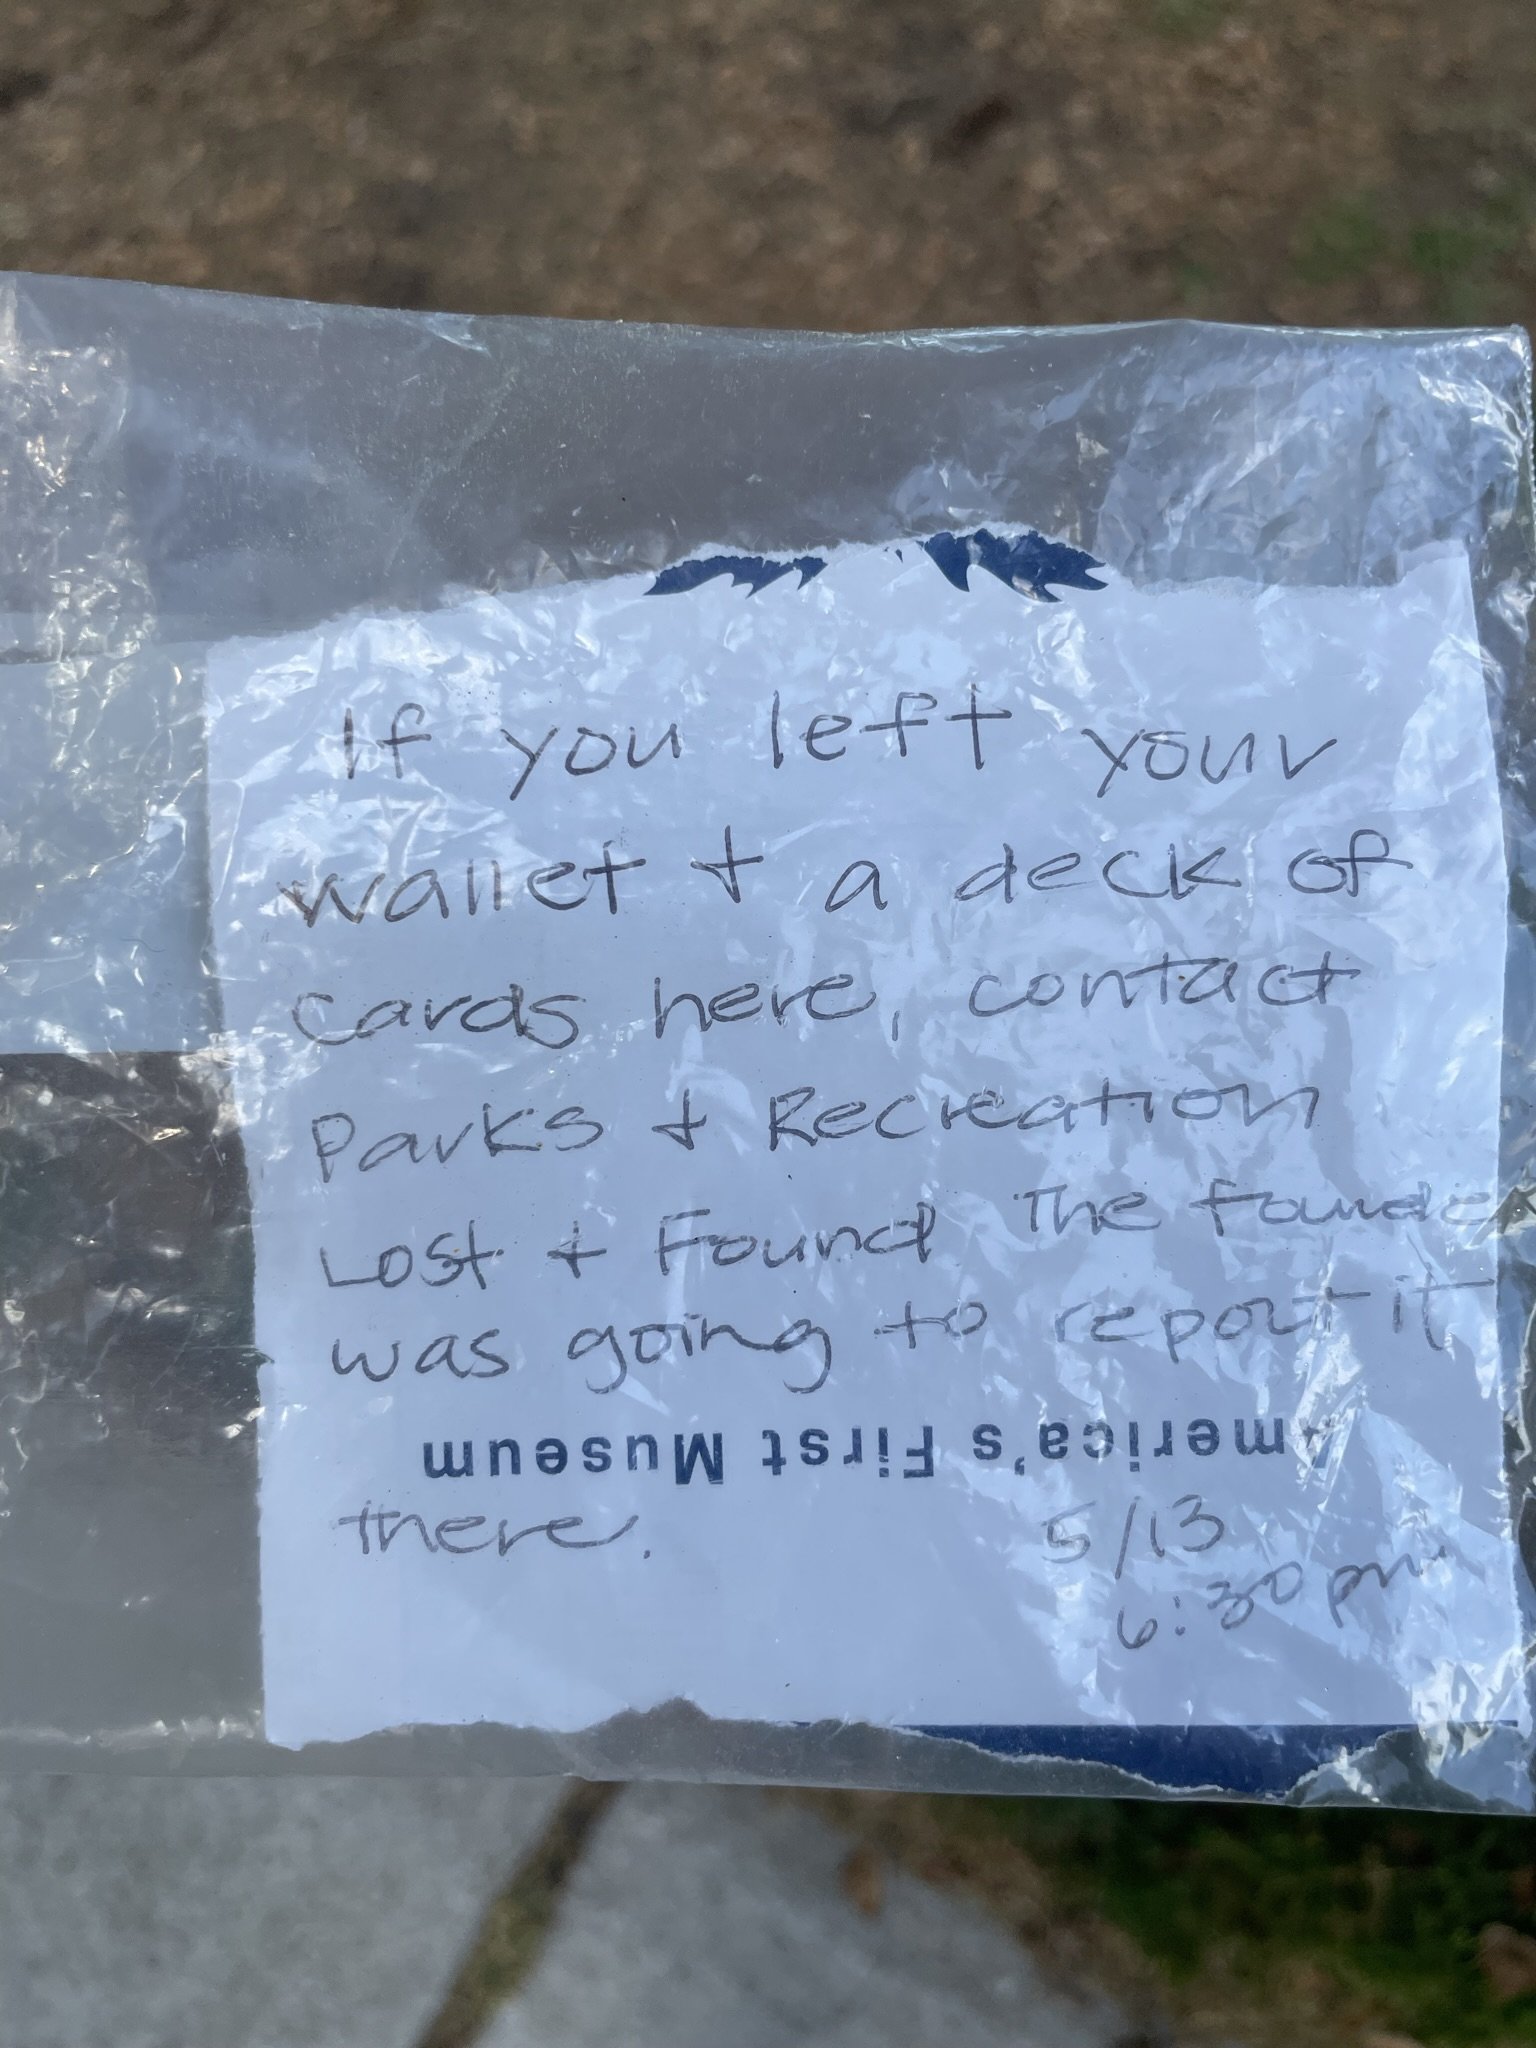 If you left your
wallet + a deck of
cards here, contact
Parks + Recreation
Lost + Found. The founde
was going to report it
America's First Museum
there.
5/13
6:30 pm